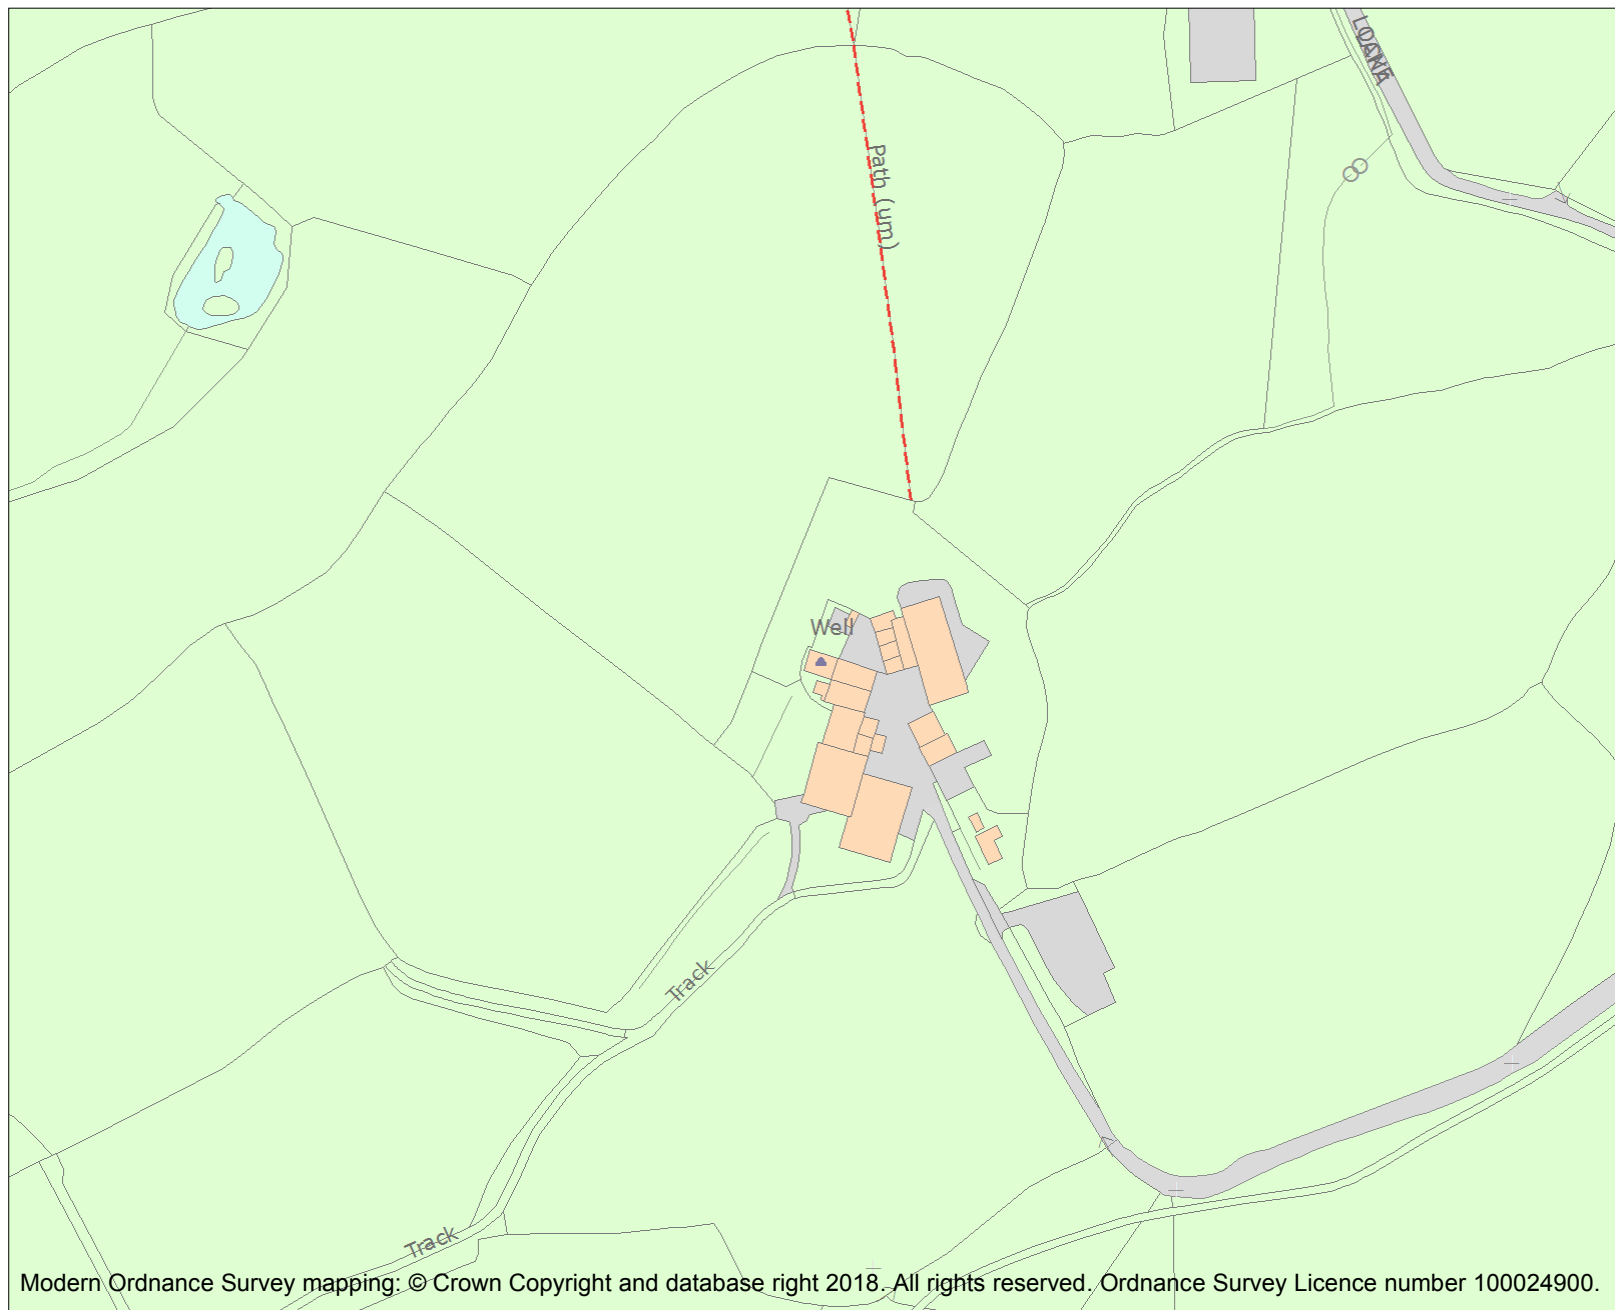 Path (um)
Well
Track
Track
Modern Ordnance Survey mapping: © Crown Copyright and database right 2018. All rights reserved. Ordnance Survey Licence number 100024900.